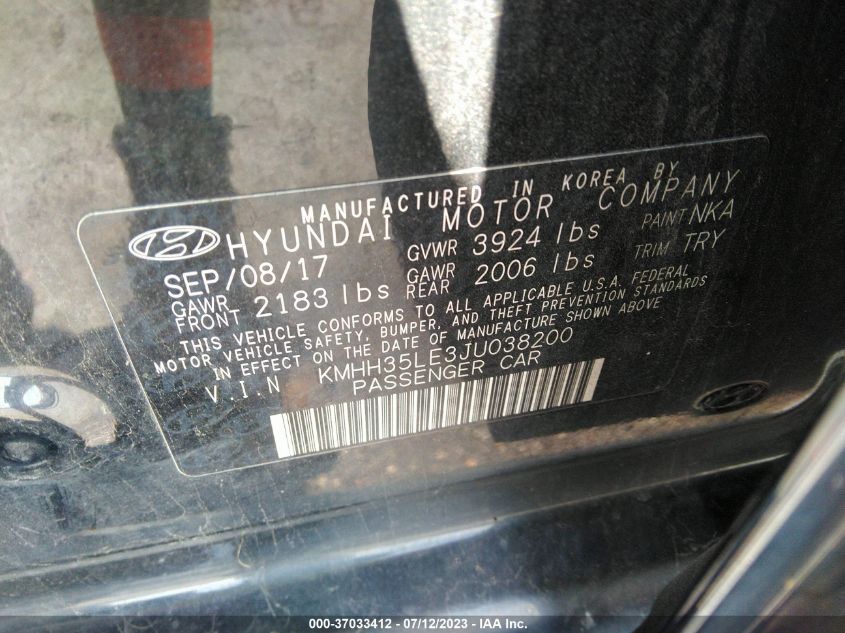 MANUFACTURED IN KOREA BY
HYUNDAI MOTOR COMPANY
SEP/08/17 GVWR 3924 lbs PAINT NKA
GAWR FRONT 2183 lbs GAWR REAR 2006 lbs TRIM TRY
THIS VEHICLE CONFORMS TO ALL APPLICABLE U.S.A. FEDERAL
MOTOR VEHICLE SAFETY, BUMPER, AND THEFT PREVENTION STANDARDS
IN EFFECT ON THE DATE OF MANUFACTURE SHOWN ABOVE
V.I.N KMHH35LE3JU038200
PASSENGER CAR
000-37033412 - 07/12/2023 - IAA Inc.